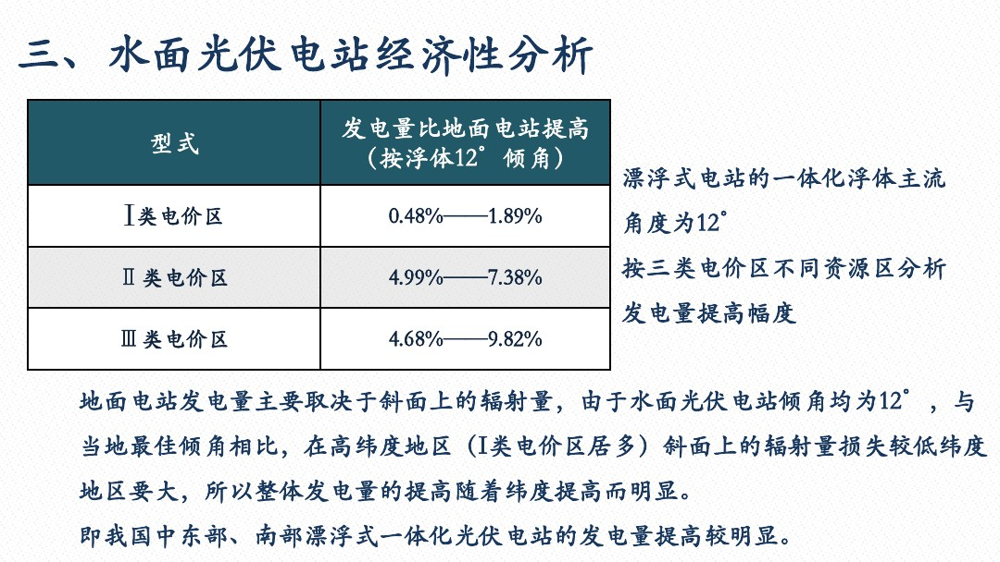 三、水面光伏电站经济性分析
型式
发电量比地面电站提高
（按浮体12°倾角）
Ⅰ类电价区
0.48%——1.89%
Ⅱ类电价区
4.99%——7.38%
Ⅲ类电价区
4.68%——9.82%
漂浮式电站的一体化浮体主流
角度为12°
按三类电价区不同资源区分析
发电量提高幅度
地面电站发电量主要取决于斜面上的辐射量，由于水面光伏电站倾角均为12°，与
当地最佳倾角相比，在高纬度地区（I类电价区居多）斜面上的辐射量损失较低纬度
地区要大，所以整体发电量的提高随着纬度提高而明显。
即我国中东部、南部漂浮式一体化光伏电站的发电量提高较明显。